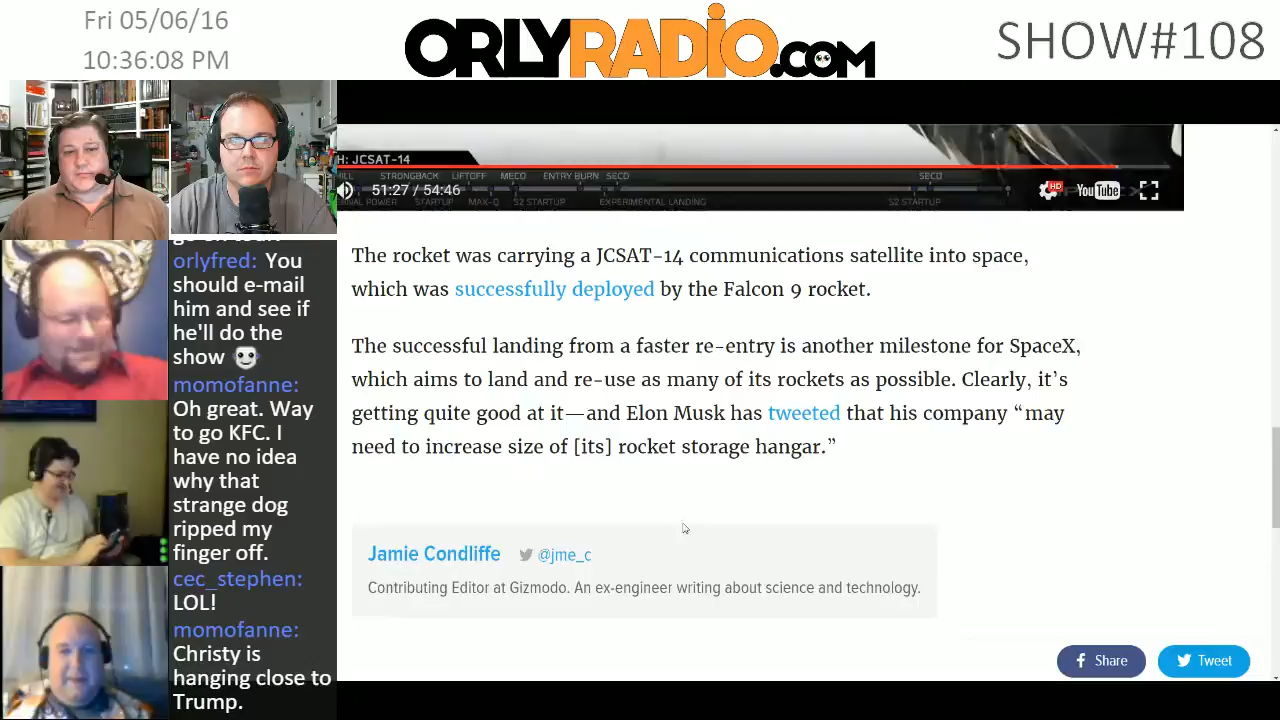 Fri 05/06/16
10:36:08 PM
ORLYRADiO.COM
SHOW#108
H: JCSAT-14
STRONGBACK LIFTOFF MECO ENTRY BURN SECO SECO
51:27 / 54:46
HD
YouTube
STARTUP MAX-Q S2 STARTUP EXPERIMENTAL LANDING S2 STARTUP
orlyfred: You
should e-mail
him and see if
he'll do the
show
momofanne:
Oh great. Way
to go KFC. I
have no idea
why that
strange dog
ripped my
finger off.
cec_stephen:
LOL!
momofanne:
Christy is
hanging close to
Trump.
The rocket was carrying a JCSAT-14 communications satellite into space,
which was successfully deployed by the Falcon 9 rocket.
The successful landing from a faster re-entry is another milestone for SpaceX,
which aims to land and re-use as many of its rockets as possible. Clearly, it’s
getting quite good at it—and Elon Musk has tweeted that his company “may
need to increase size of [its] rocket storage hangar.”
Jamie Condliffe @jme_c
Contributing Editor at Gizmodo. An ex-engineer writing about science and technology.
Share
Tweet